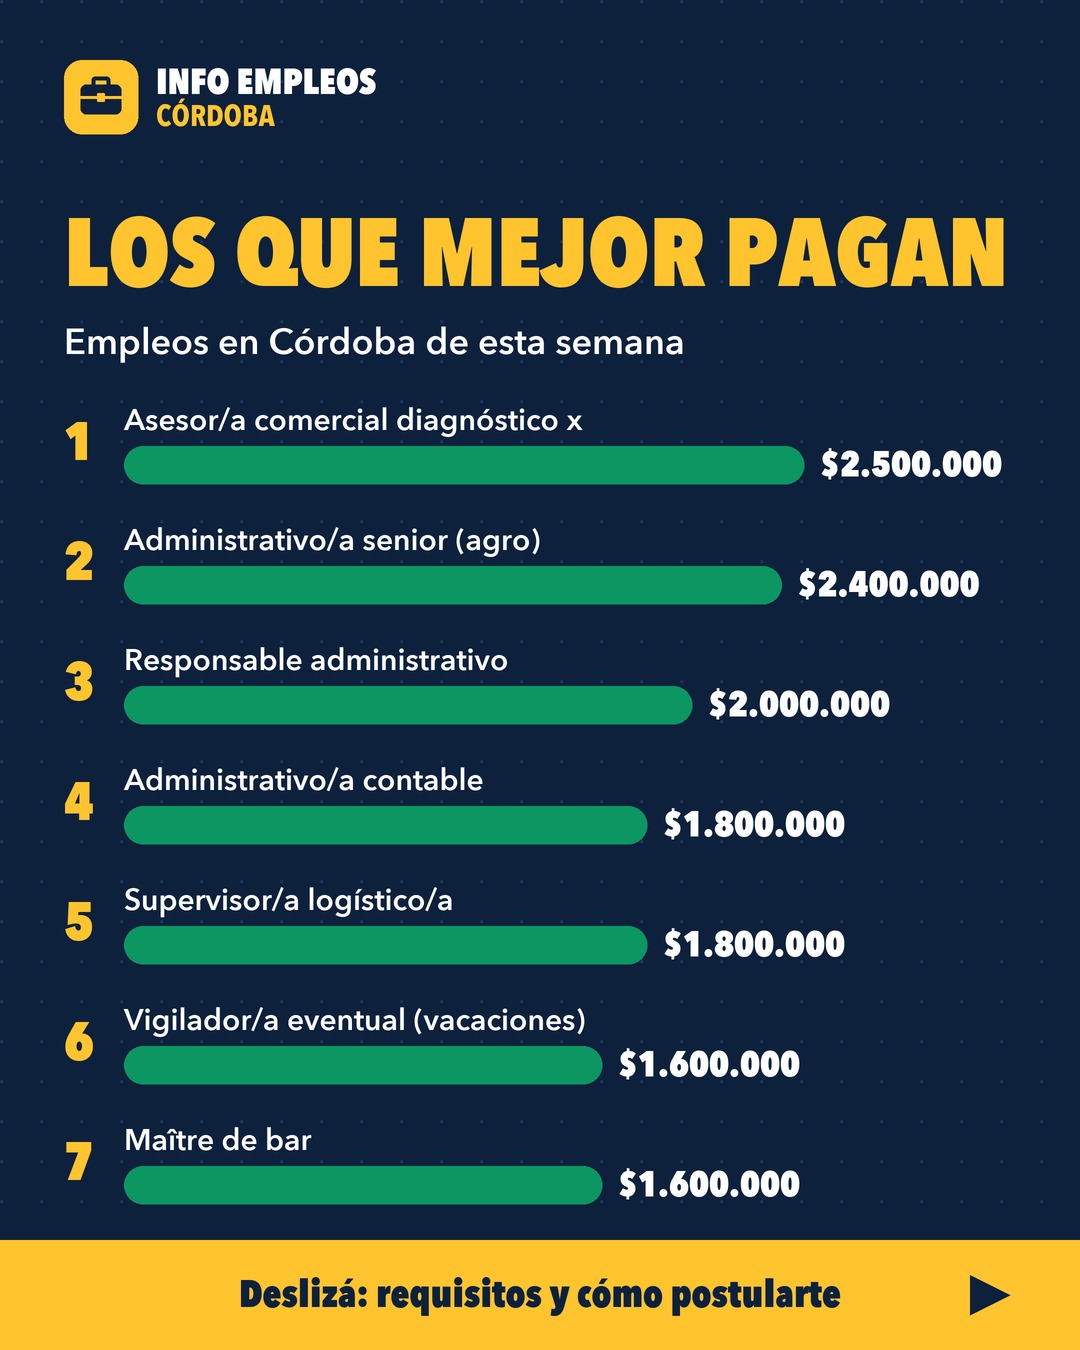 INFO EMPLEOS
CÓRDOBA
LOS QUE MEJOR PAGAN
Empleos en Córdoba de esta semana
1 Asesor/a comercial diagnóstico x
$2.500.000
2 Administrativo/a senior (agro)
$2.400.000
3 Responsable administrativo
$2.000.000
4 Administrativo/a contable
$1.800.000
5 Supervisor/a logístico/a
$1.800.000
6 Vigilador/a eventual (vacaciones)
$1.600.000
7 Maître de bar
$1.600.000
Deslizá: requisitos y cómo postularte